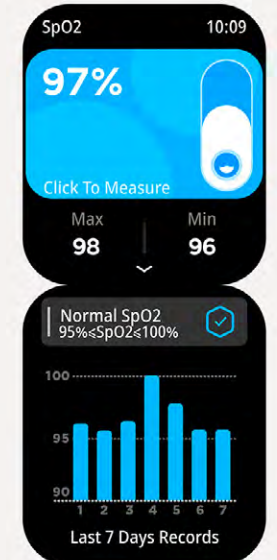 SpO2 10:09
97%
Click To Measure
Max Min
98 96
Normal SpO2
95%≤SpO2≤100%
100
95
90
1 2 3 4 5 6 7
Last 7 Days Records